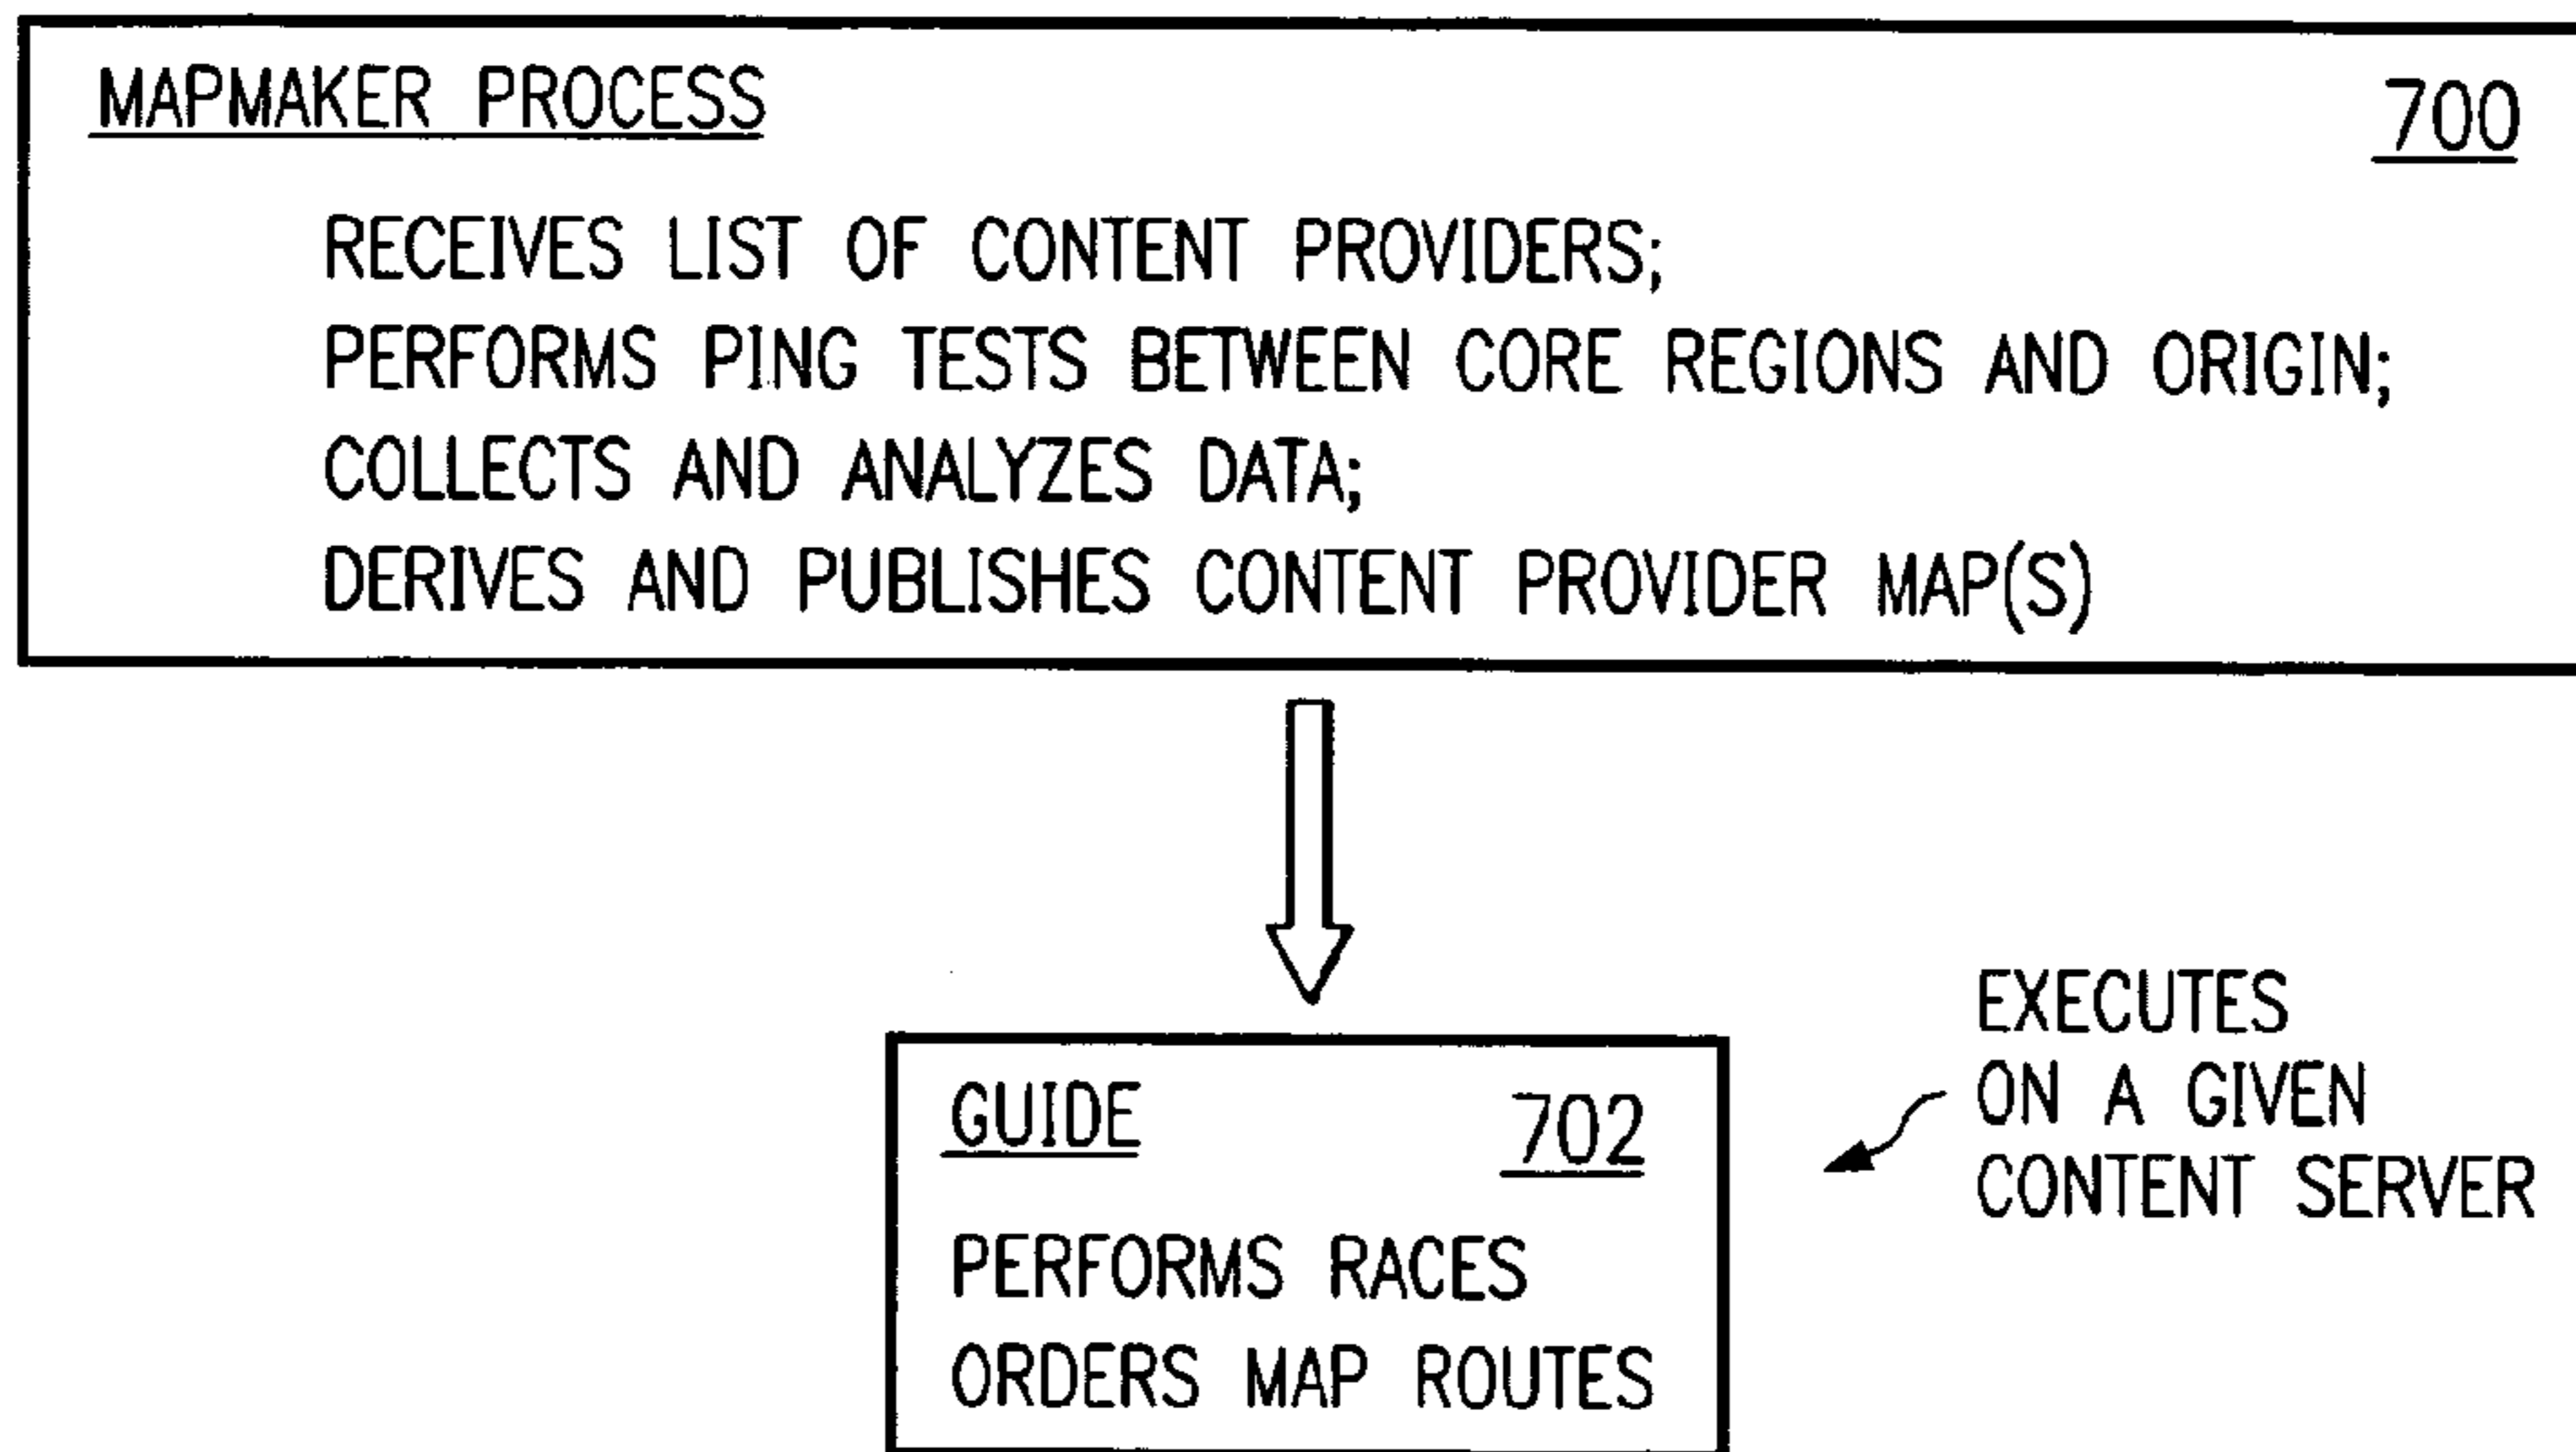 MAPMAKER PROCESS 700
RECEIVES LIST OF CONTENT PROVIDERS;
PERFORMS PING TESTS BETWEEN CORE REGIONS AND ORIGIN;
COLLECTS AND ANALYZES DATA;
DERIVES AND PUBLISHES CONTENT PROVIDER MAP(S)
GUIDE 702
PERFORMS RACES
ORDERS MAP ROUTES
EXECUTES
ON A GIVEN
CONTENT SERVER